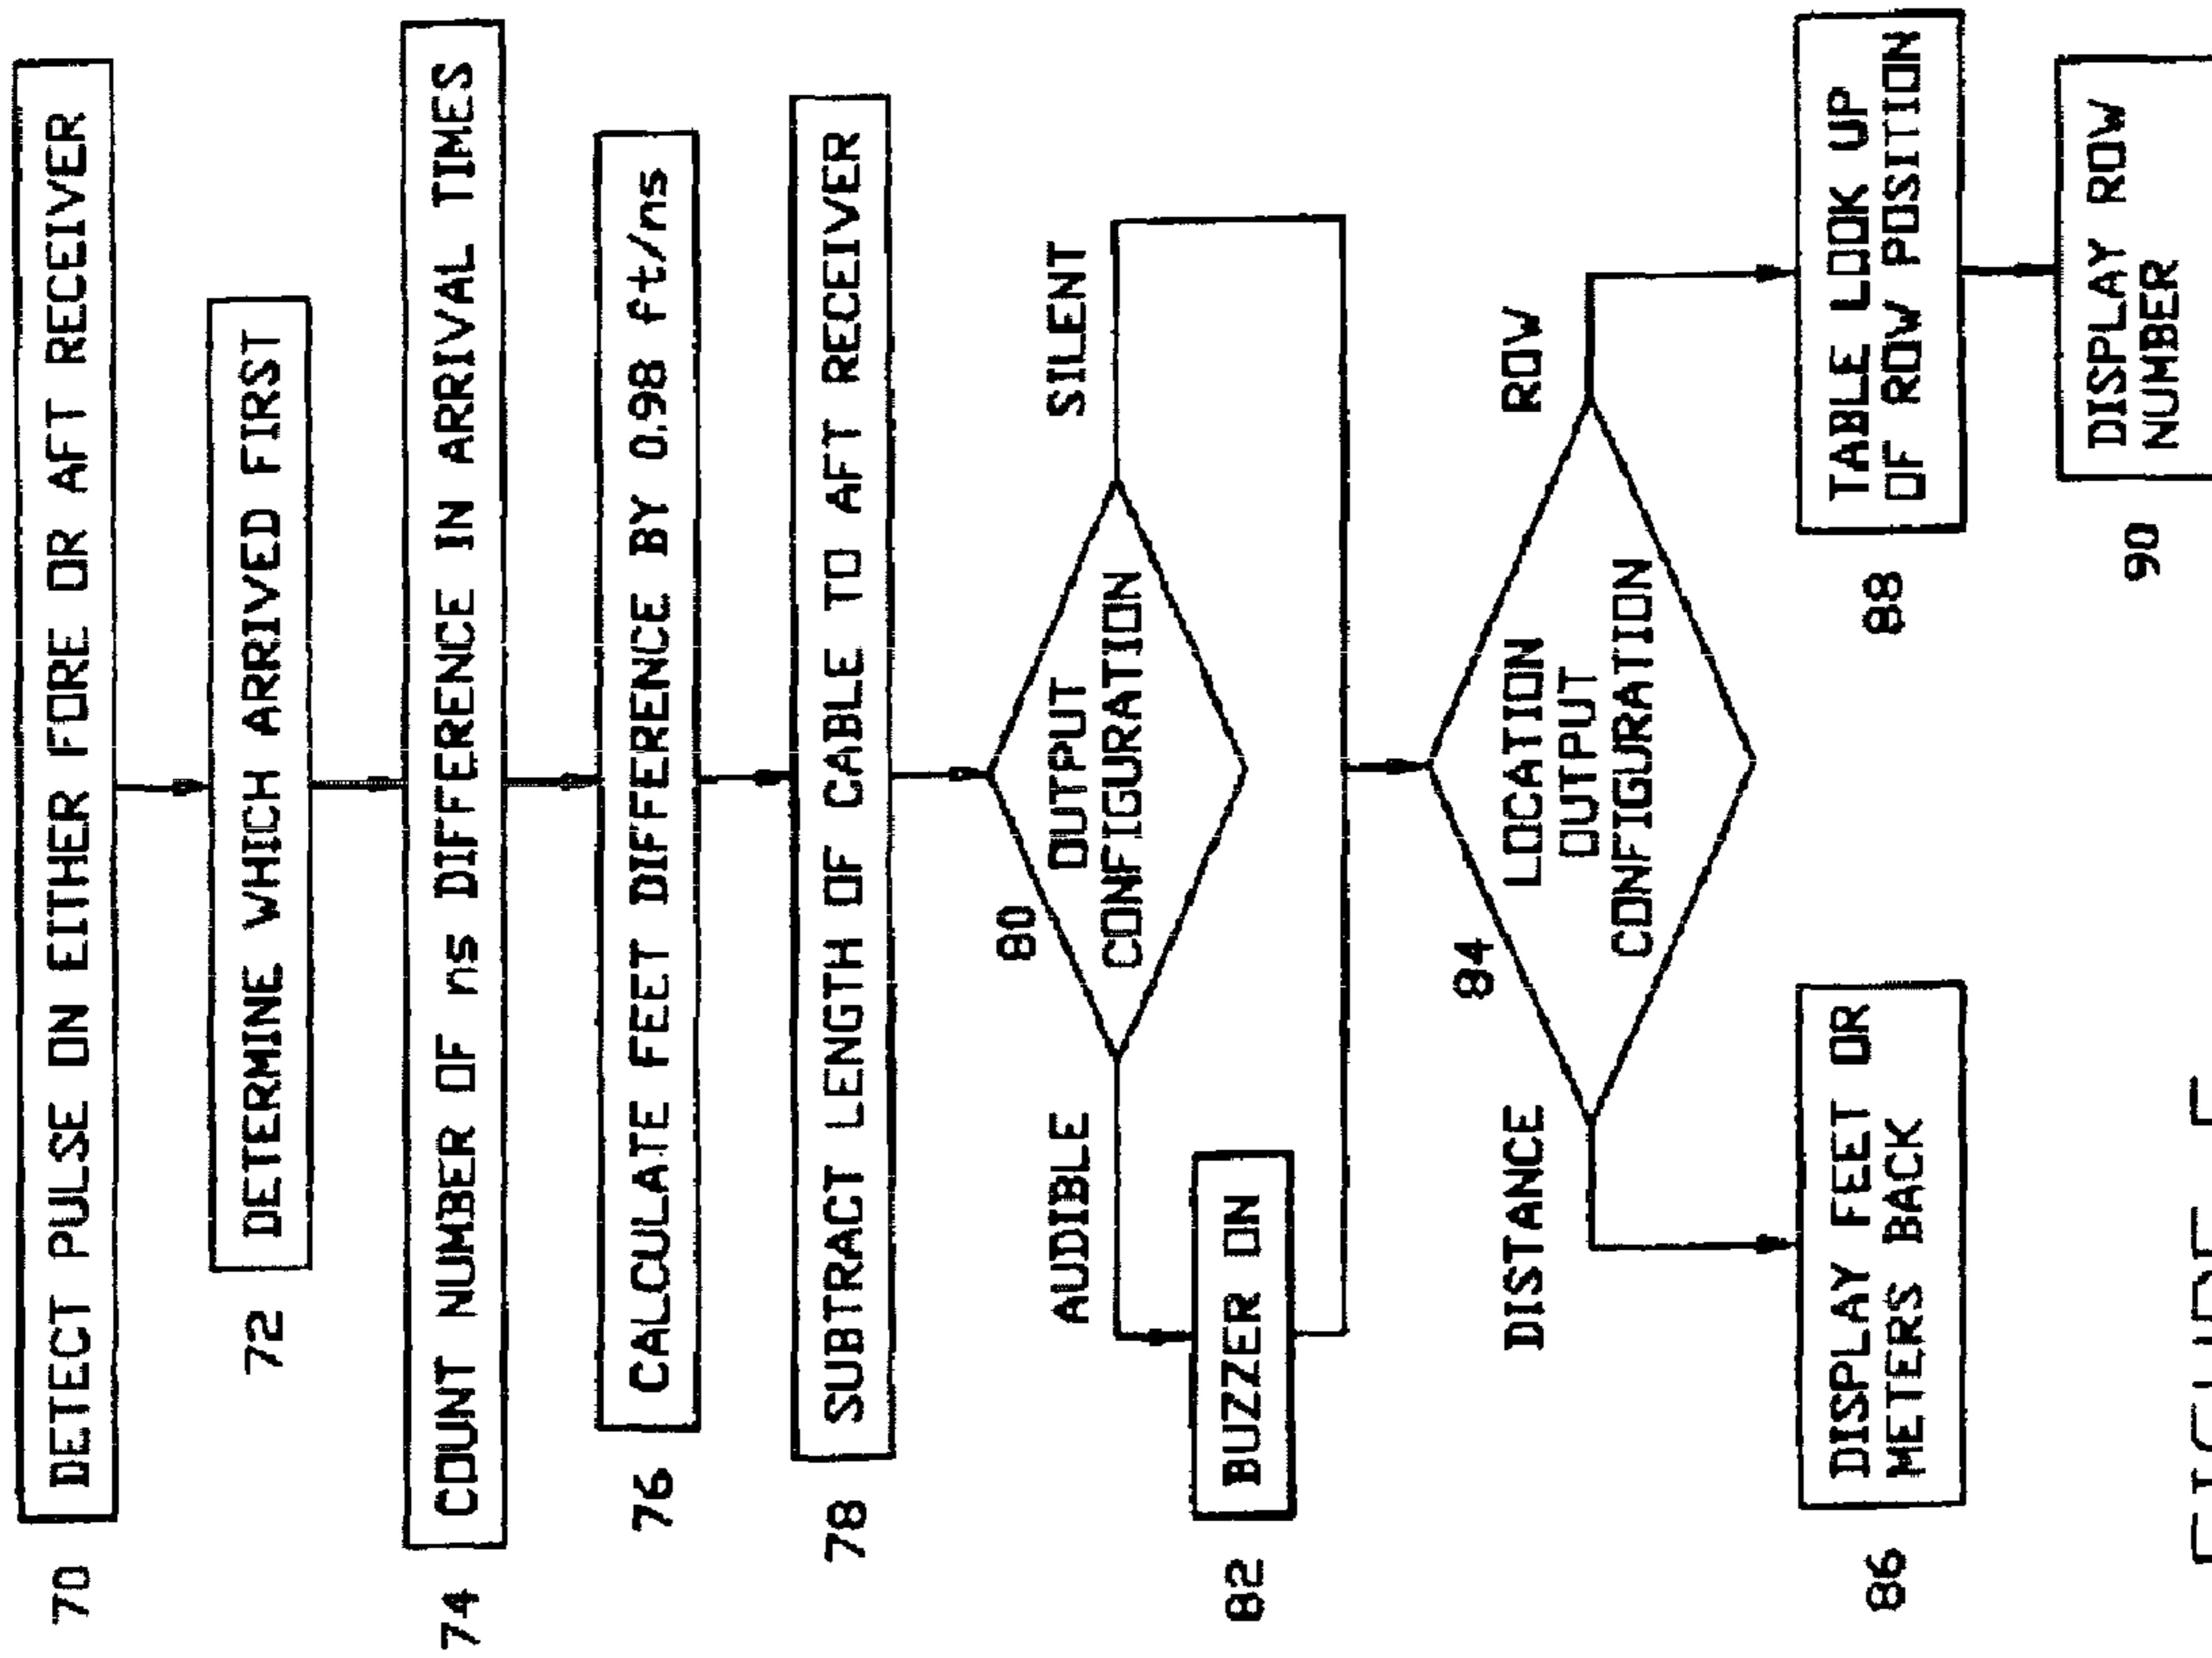 70
DETECT PULSE ON EITHER FORE OR AFT RECEIVER
72
DETERMINE WHICH ARRIVED FIRST
74
COUNT NUMBER OF ns DIFFERENCE IN ARRIVAL TIMES
76
CALCULATE FEET DIFFERENCE BY 0.98 ft/ns
78
SUBTRACT LENGTH OF CABLE TO AFT RECEIVER
80
AUDIBLE
OUTPUT
CONFIGURATION
SILENT
82
BUZZER ON
84
DISTANCE
LOCATION
OUTPUT
CONFIGURATION
ROW
86
DISPLAY FEET OR
METERS BACK
88
TABLE LOOK UP
OF ROW POSITION
90
DISPLAY ROW
NUMBER